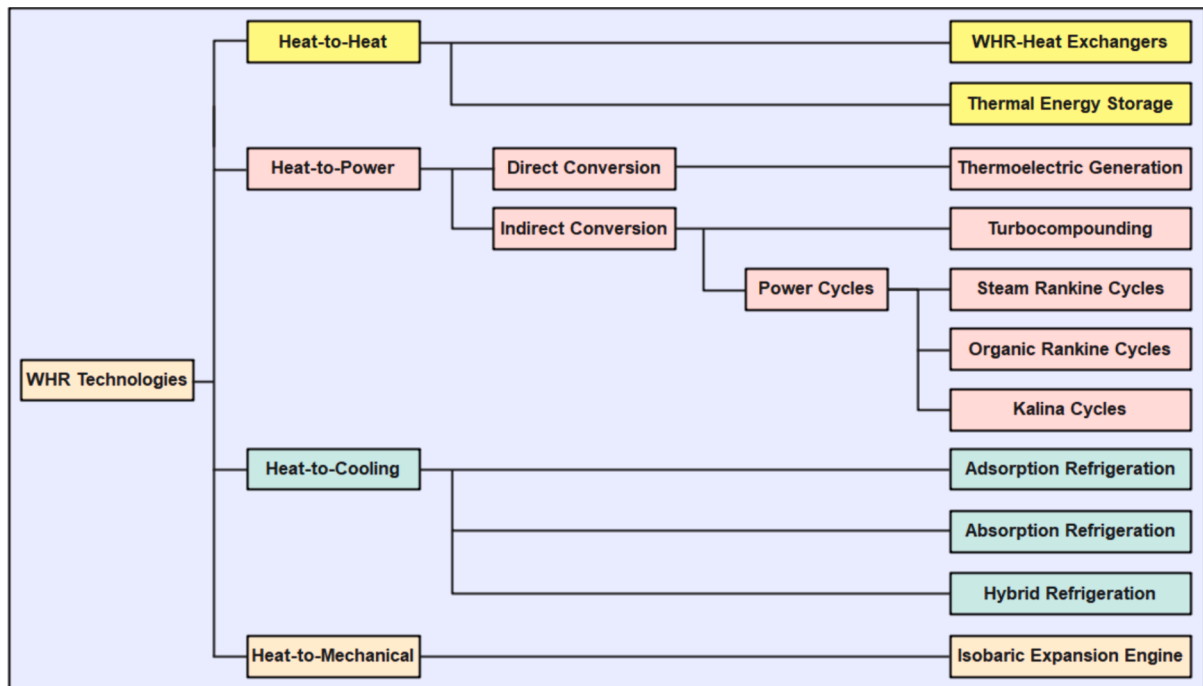 Heat-to-Heat
WHR-Heat Exchangers
Thermal Energy Storage
Heat-to-Power
Direct Conversion
Thermoelectric Generation
Indirect Conversion
Turbocompounding
Power Cycles
Steam Rankine Cycles
Organic Rankine Cycles
WHR Technologies
Kalina Cycles
Heat-to-Cooling
Adsorption Refrigeration
Absorption Refrigeration
Hybrid Refrigeration
Heat-to-Mechanical
Isobaric Expansion Engine